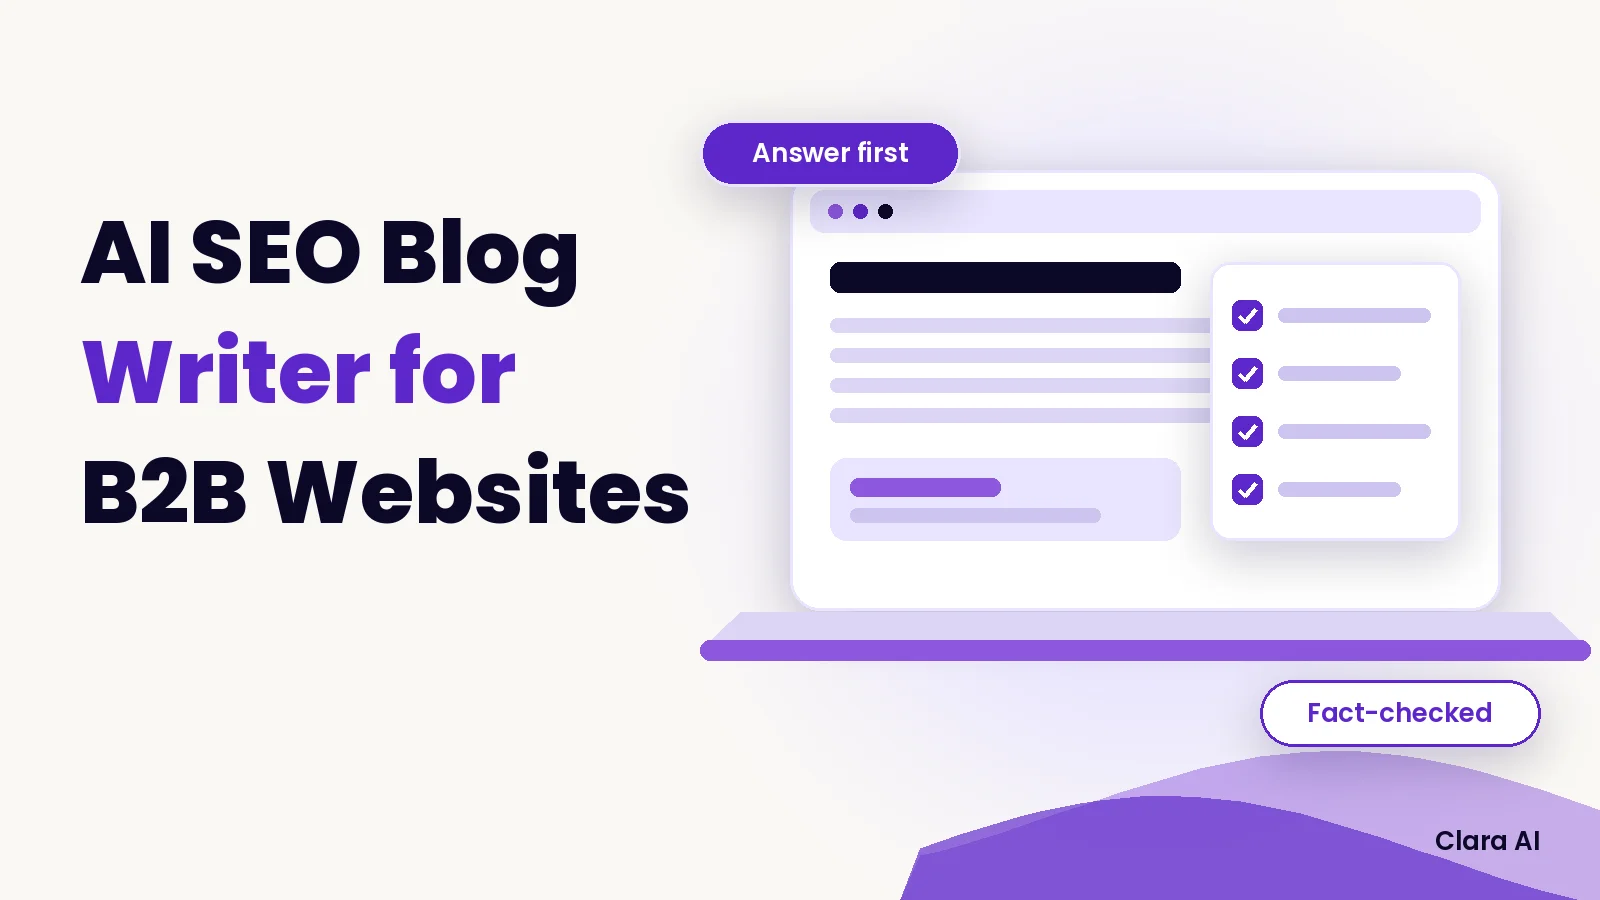 Answer first
AI SEO Blog
Writer for
B2B Websites
Fact-checked
Clara AI